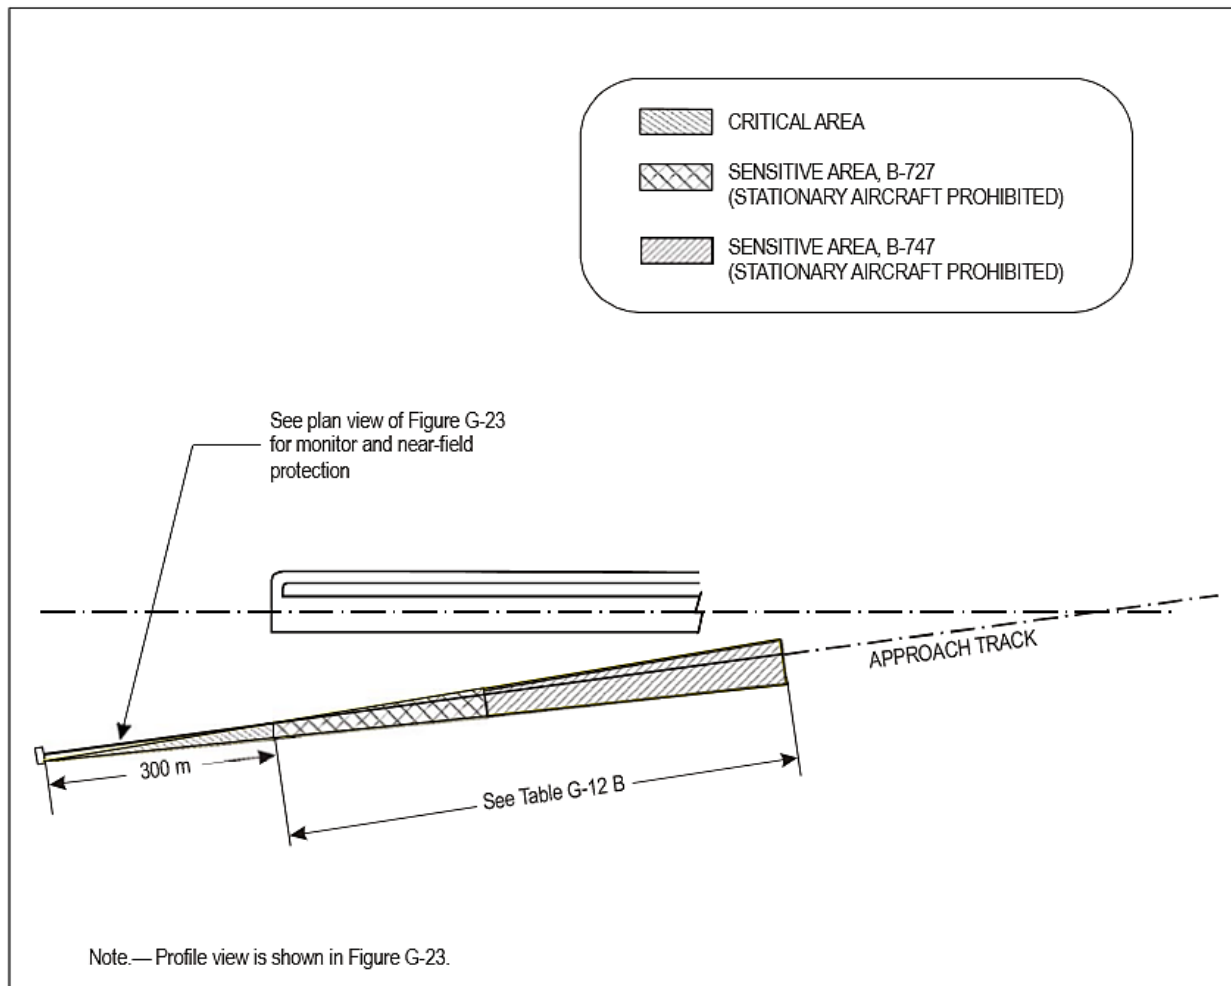 CRITICAL AREA
SENSITIVE AREA, B-727
(STATIONARY AIRCRAFT PROHIBITED)
SENSITIVE AREA, B-747
(STATIONARY AIRCRAFT PROHIBITED)
See plan view of Figure G-23
for monitor and near-field
protection
APPROACH TRACK
300 m
See Table G-12 B
Note.— Profile view is shown in Figure G-23.